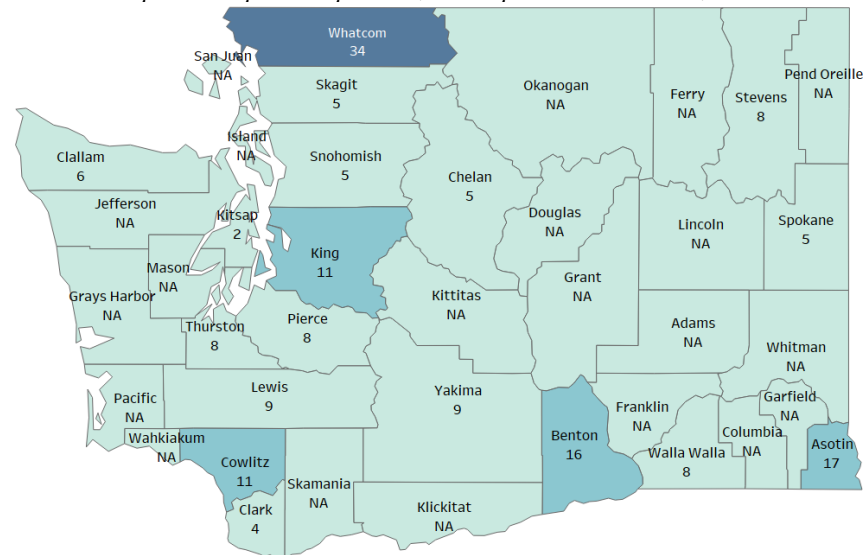 Whatcom
34
San Juan
NA
Skagit
5
Okanogan
NA
Ferry
NA
Stevens
8
Pend Oreille
NA
Island
NA
Clallam
6
Snohomish
5
Chelan
5
Jefferson
NA
Kitsap
2
Douglas
NA
Lincoln
NA
Spokane
5
King
11
Mason
NA
Grant
NA
Grays Harbor
NA
Kittitas
NA
Thurston
8
Pierce
8
Adams
NA
Whitman
NA
Lewis
9
Yakima
9
Pacific
NA
Garfield
NA
Franklin
NA
Wahkiakum
NA
Benton
16
Columbia
NA
Asotin
17
Walla Walla
8
Cowlitz
11
Skamania
NA
Clark
4
Klickitat
NA